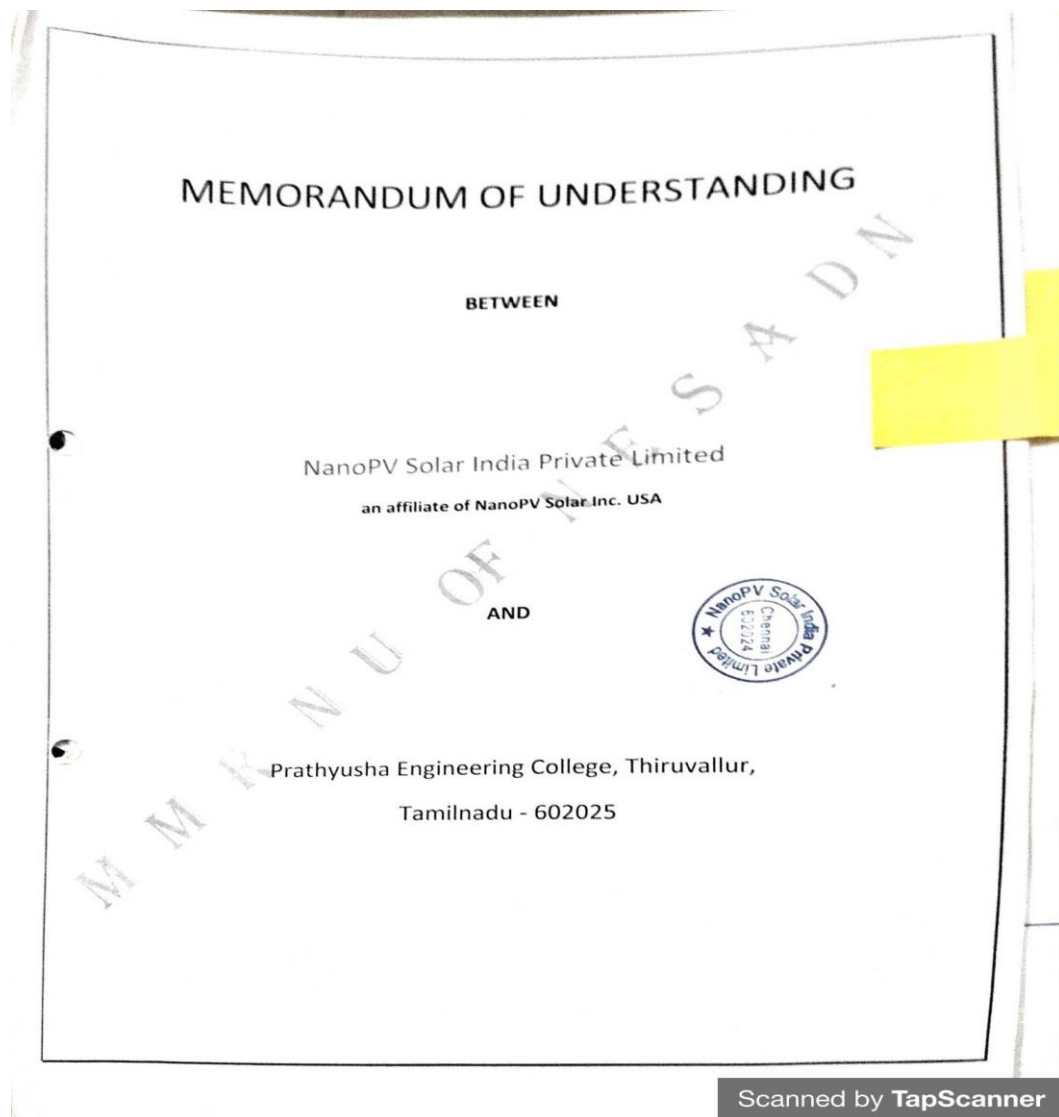 MEMORANDUM OF UNDERSTANDING
BETWEEN
NanoPV Solar India Private Limited
an affiliate of NanoPV Solar Inc. USA
AND
NanoPV Solar India Private Limited ★
Chennai
602024
Prathyusha Engineering College, Thiruvallur,
Tamilnadu - 602025
M M R N U OF N E S A D N
Scanned by TapScanner